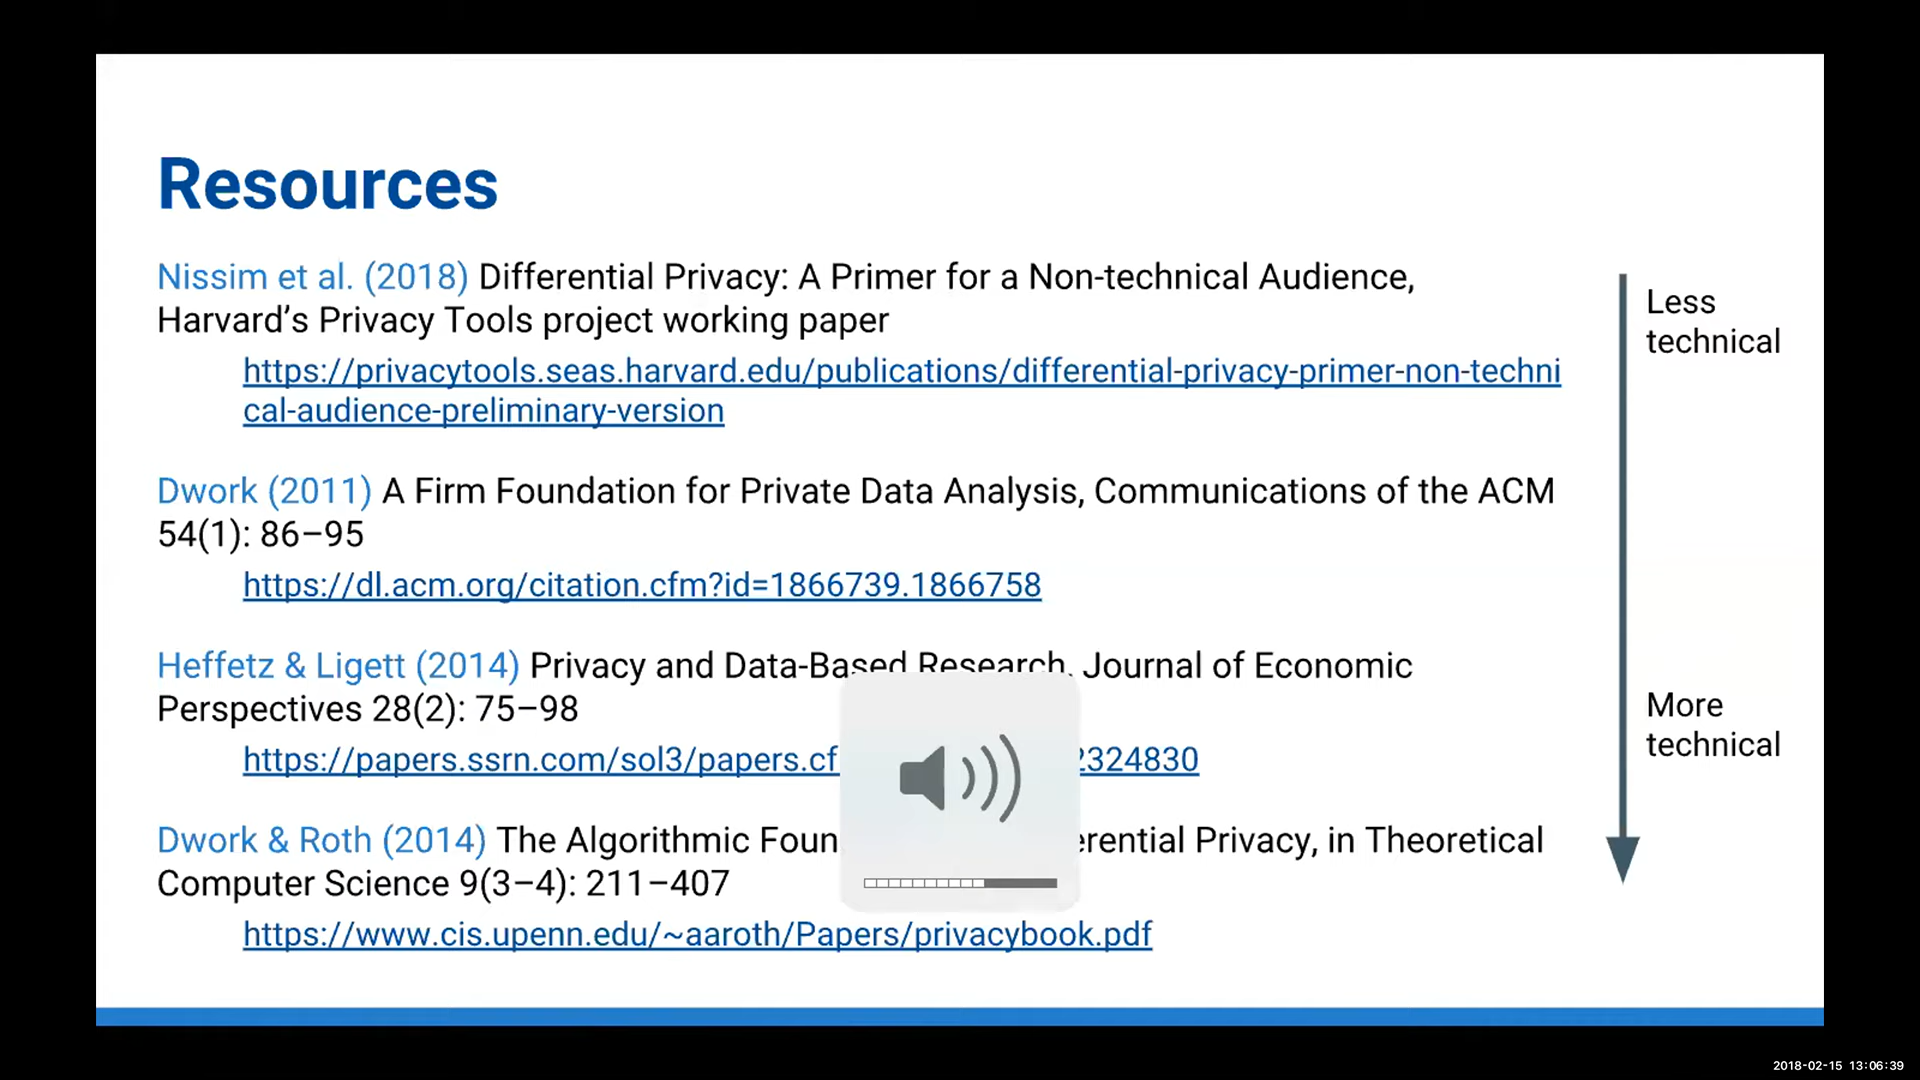 Resources
Nissim et al. (2018) Differential Privacy: A Primer for a Non-technical Audience,
Harvard’s Privacy Tools project working paper
https://privacytools.seas.harvard.edu/publications/differential-privacy-primer-non-techni
cal-audience-preliminary-version
Dwork (2011) A Firm Foundation for Private Data Analysis, Communications of the ACM
54(1): 86–95
https://dl.acm.org/citation.cfm?id=1866739.1866758
Heffetz & Ligett (2014) Privacy and Data-Based Research, Journal of Economic
Perspectives 28(2): 75–98
https://papers.ssrn.com/sol3/papers.cf 2324830
Dwork & Roth (2014) The Algorithmic Foun erential Privacy, in Theoretical
Computer Science 9(3–4): 211–407
https://www.cis.upenn.edu/~aaroth/Papers/privacybook.pdf
Less
technical
More
technical
2018-02-15 13:06:39